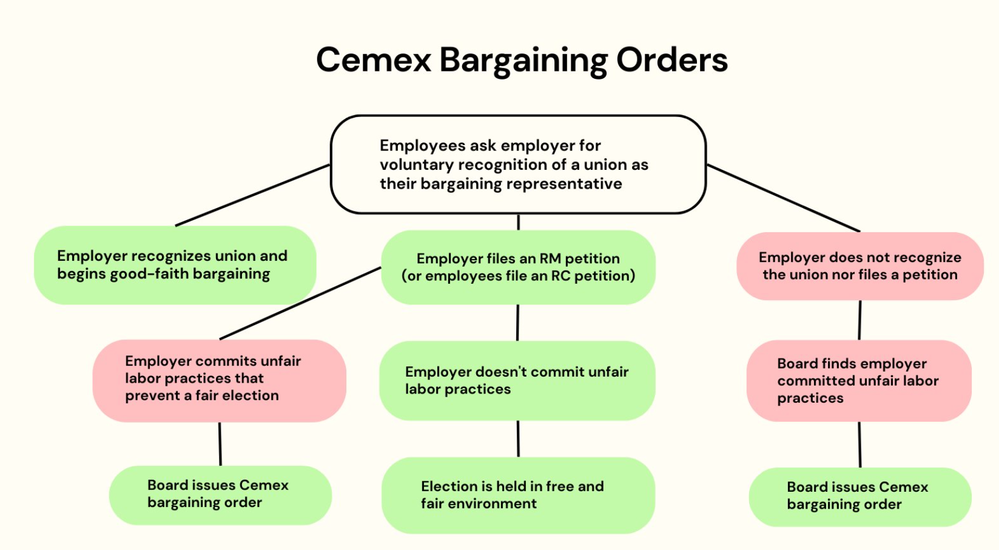 Cemex Bargaining Orders
Employees ask employer for
voluntary recognition of a union as
their bargaining representative
Employer recognizes union and
begins good-faith bargaining
Employer files an RM petition
(or employees file an RC petition)
Employer does not recognize
the union nor files a petition
Employer commits unfair
labor practices that
prevent a fair election
Employer doesn't commit unfair
labor practices
Board finds employer
committed unfair labor
practices
Board issues Cemex
bargaining order
Election is held in free and
fair environment
Board issues Cemex
bargaining order